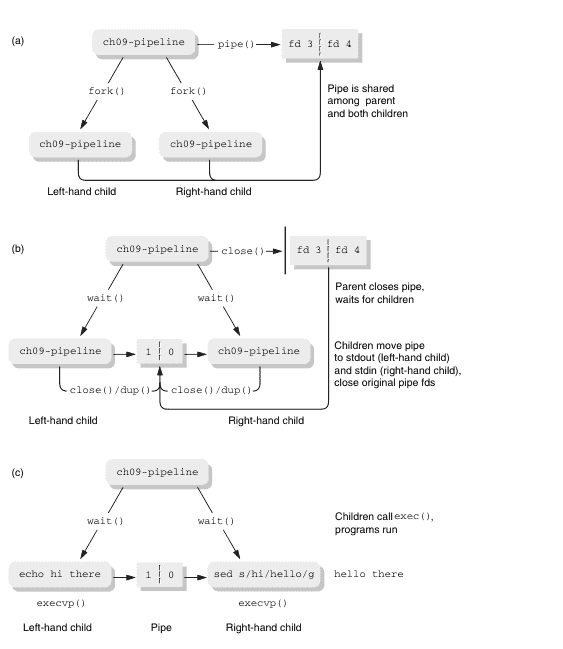 (a)
ch09-pipeline
pipe()
fd 3 fd 4
fork()
fork()
Pipe is shared
among parent
and both children
ch09-pipeline
ch09-pipeline
Left-hand child
Right-hand child
(b)
ch09-pipeline
close()
fd 3 fd 4
Parent closes pipe,
waits for children
wait()
wait()
ch09-pipeline
1 0
ch09-pipeline
Children move pipe
to stdout (left-hand child)
and stdin (right-hand child),
close original pipe fds
close()/dup()
close()/dup()
Left-hand child
Right-hand child
(c)
ch09-pipeline
wait()
wait()
Children call exec(),
programs run
echo hi there
1 0
sed s/hi/hello/g
hello there
execvp()
execvp()
Left-hand child
Pipe
Right-hand child